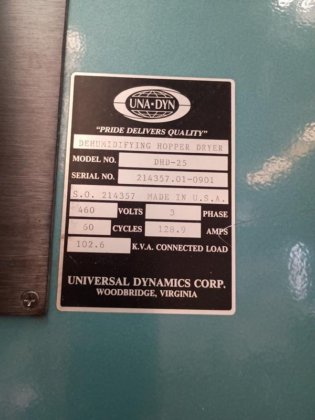 UNA-DYN
"PRIDE DELIVERS QUALITY"
DEHUMIDIFYING HOPPER DRYER
MODEL NO. DHD-25
SERIAL NO. 214357.01-0901
S.O. 214357 MADE IN U.S.A.
460 VOLTS 3 PHASE
60 CYCLES 128.9 AMPS
102.6 K.V.A. CONNECTED LOAD
UNIVERSAL DYNAMICS CORP.
WOODBRIDGE, VIRGINIA